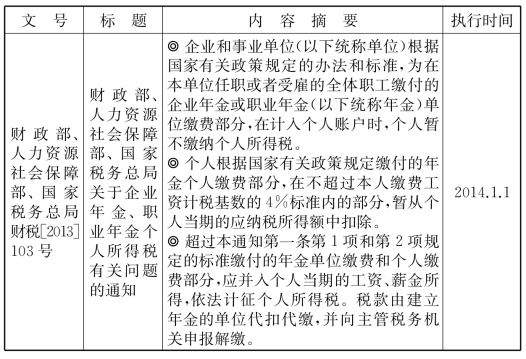 文 号
标 题
内 容 摘 要
执行时间
财政部、
人力资源
社会保障
部、国家
税务总局
财税[2013]
103号
财政部、
人力资源
社会保障
部、国家
税务总局
关于企业
年金、职
业年金个
人所得税
有关问题
的通知
◎ 企业和事业单位(以下统称单位)根据
国家有关政策规定的办法和标准,为在
本单位任职或者受雇的全体职工缴付的
企业年金或职业年金(以下统称年金)单
位缴费部分,在计入个人账户时,个人暂
不缴纳个人所得税。
◎ 个人根据国家有关政策规定缴付的年
金个人缴费部分,在不超过本人缴费工
资计税基数的4%标准内的部分,暂从个
人当期的应纳税所得额中扣除。
◎ 超过本通知第一条第1项和第2项规
定的标准缴付的年金单位缴费和个人缴
费部分,应并入个人当期的工资、薪金所
得,依法计征个人所得税。税款由建立
年金的单位代扣代缴,并向主管税务机
关申报解缴。
2014.1.1